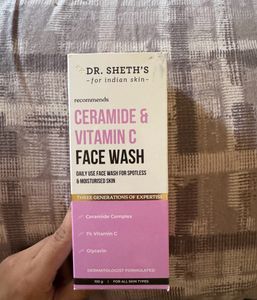 DR. SHETH'S
-for indian skin-
recommends
CERAMIDE &
VITAMIN C
FACE WASH
DAILY USE FACE WASH FOR SPOTLESS
& MOISTURISED SKIN
THREE GENERATIONS OF EXPERTISE
Ceramide Complex
1% Vitamin C
DERMATOLOGIST FORMULATED
100 g | FOR ALL SKIN TYPES